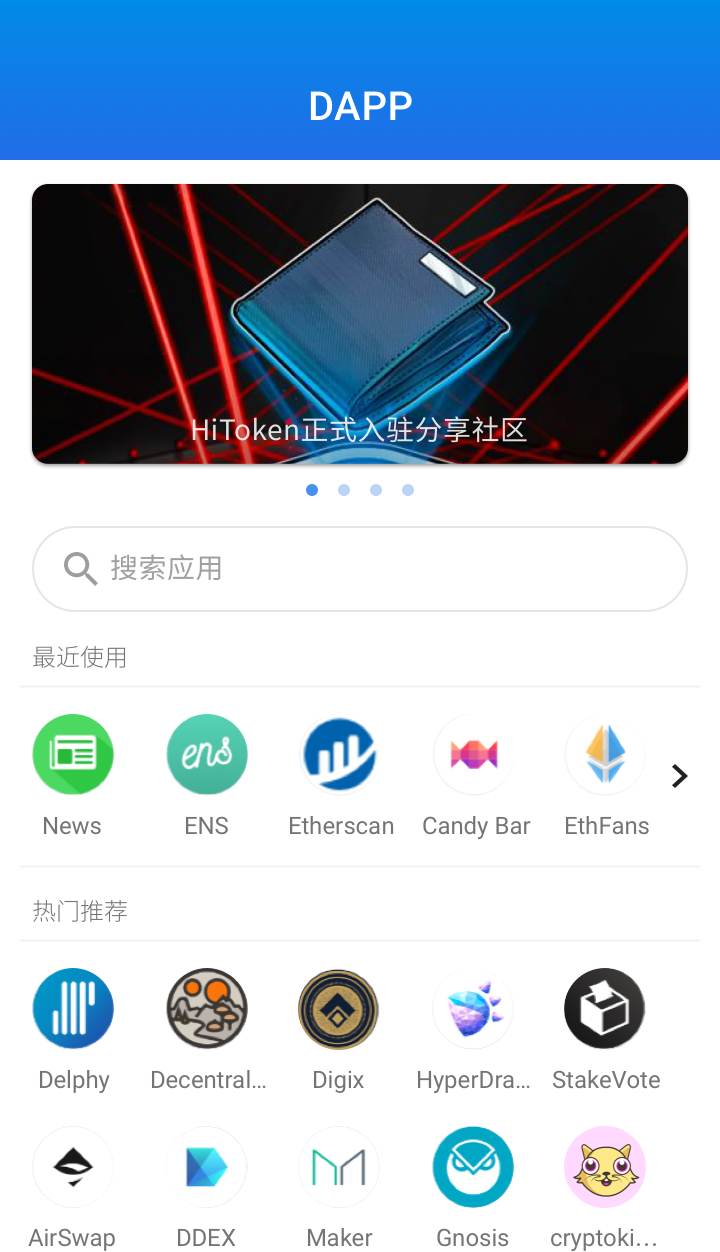 DAPP
HiToken正式入驻分享社区
搜索应用
最近使用
News
ENS
Etherscan
Candy Bar
EthFans
热门推荐
Delphy
Decentral...
Digix
HyperDra...
StakeVote
AirSwap
DDEX
Maker
Gnosis
cryptoki...